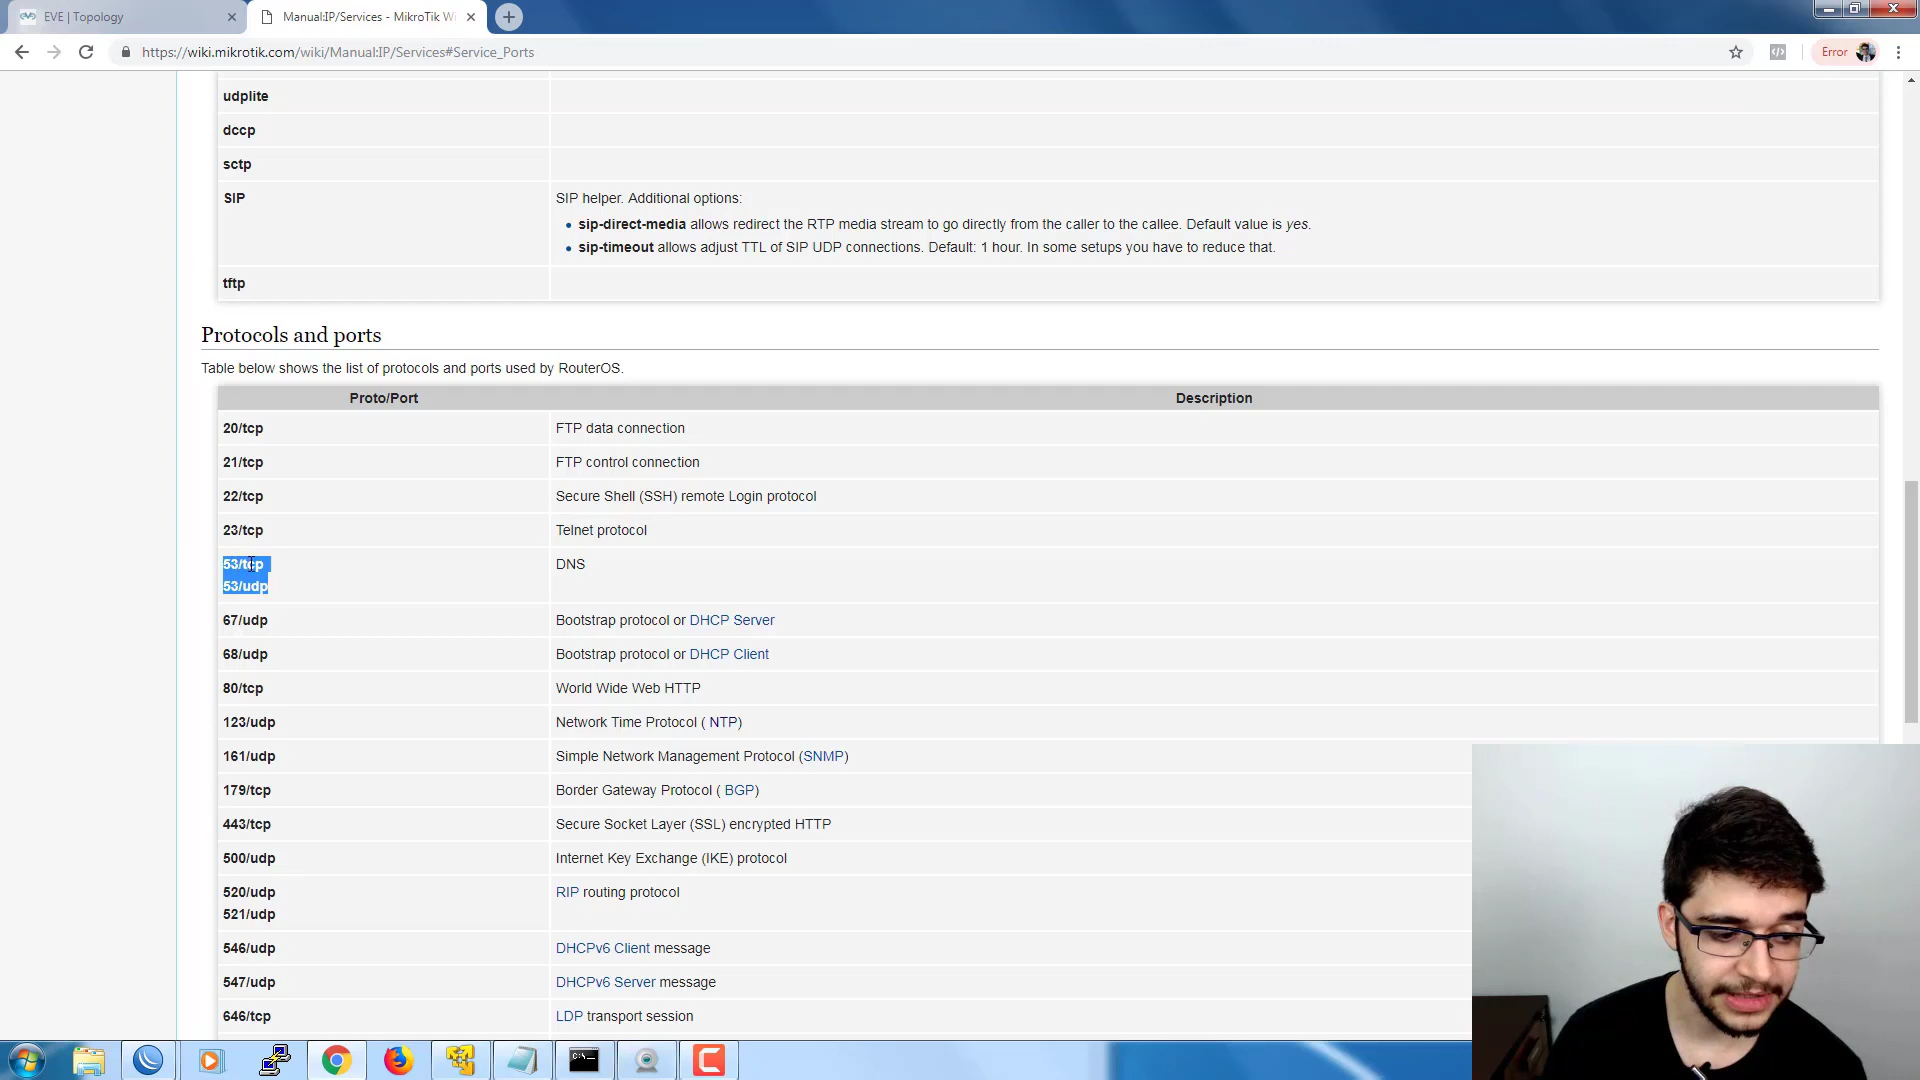 EVE | Topology
Manual:IP/Services - MikroTik Wi
https://wiki.mikrotik.com/wiki/Manual:IP/Services#Service_Ports
Error
udplite
dccp
sctp
SIP
SIP helper. Additional options:
sip-direct-media allows redirect the RTP media stream to go directly from the caller to the callee. Default value is yes.
sip-timeout allows adjust TTL of SIP UDP connections. Default: 1 hour. In some setups you have to reduce that.
tftp
Protocols and ports
Table below shows the list of protocols and ports used by RouterOS.
Proto/Port Description
20/tcp FTP data connection
21/tcp FTP control connection
22/tcp Secure Shell (SSH) remote Login protocol
23/tcp Telnet protocol
53/tcp DNS
53/udp
67/udp Bootstrap protocol or DHCP Server
68/udp Bootstrap protocol or DHCP Client
80/tcp World Wide Web HTTP
123/udp Network Time Protocol ( NTP)
161/udp Simple Network Management Protocol (SNMP)
179/tcp Border Gateway Protocol ( BGP)
443/tcp Secure Socket Layer (SSL) encrypted HTTP
500/udp Internet Key Exchange (IKE) protocol
520/udp RIP routing protocol
521/udp
546/udp DHCPv6 Client message
547/udp DHCPv6 Server message
646/tcp LDP transport session